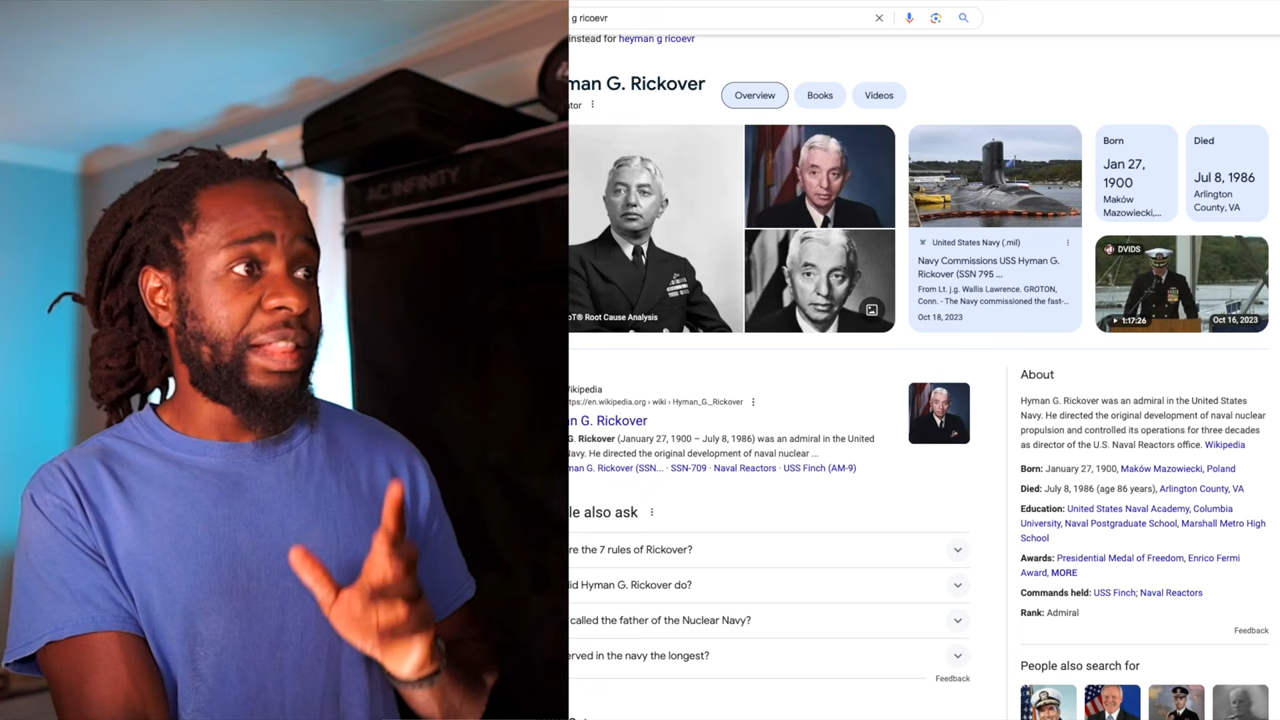 g ricoevr
instead for heyman g ricoevr
man G. Rickover
ator
Overview
Books
Videos
AC INFINITY
oT® Root Cause Analysis
United States Navy (.mil)
Navy Commissions USS Hyman G.
Rickover (SSN 795 ...
From Lt. j.g. Wallis Lawrence. GROTON,
Conn. - The Navy commissioned the fast-...
Oct 18, 2023
Born
Jan 27,
1900
Maków
Mazowiecki,...
Died
Jul 8, 1986
Arlington
County, VA
DVIDS
1:17:26
Oct 16, 2023
ikipedia
ttps://en.wikipedia.org › wiki › Hyman_G._Rickover
n G. Rickover
G. Rickover (January 27, 1900 – July 8, 1986) was an admiral in the United
Navy. He directed the original development of naval nuclear ...
man G. Rickover (SSN... · SSN-709 · Naval Reactors · USS Finch (AM-9)
le also ask
re the 7 rules of Rickover?
did Hyman G. Rickover do?
called the father of the Nuclear Navy?
erved in the navy the longest?
Feedback
About
Hyman G. Rickover was an admiral in the United States
Navy. He directed the original development of naval nuclear
propulsion and controlled its operations for three decades
as director of the U.S. Naval Reactors office. Wikipedia
Born: January 27, 1900, Maków Mazowiecki, Poland
Died: July 8, 1986 (age 86 years), Arlington County, VA
Education: United States Naval Academy, Columbia
University, Naval Postgraduate School, Marshall Metro High
School
Awards: Presidential Medal of Freedom, Enrico Fermi
Award, MORE
Commands held: USS Finch; Naval Reactors
Rank: Admiral
Feedback
People also search for